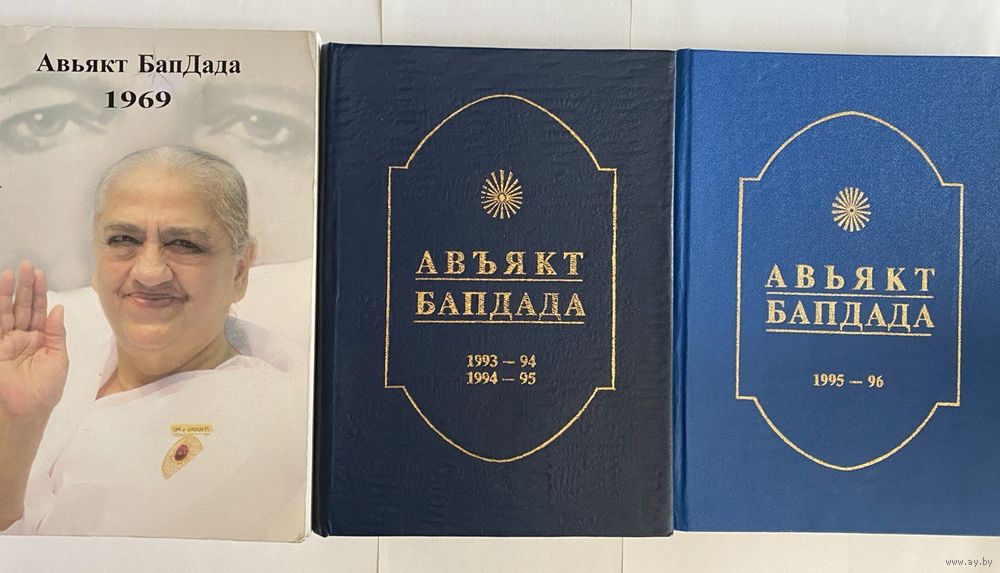 Авьякт БапДада
1969
АВЪЯКТ
БАПДАДА
1993 — 94
1994 — 95
АВЬЯКТ
БАПДАДА
1995 — 96
www.ay.by